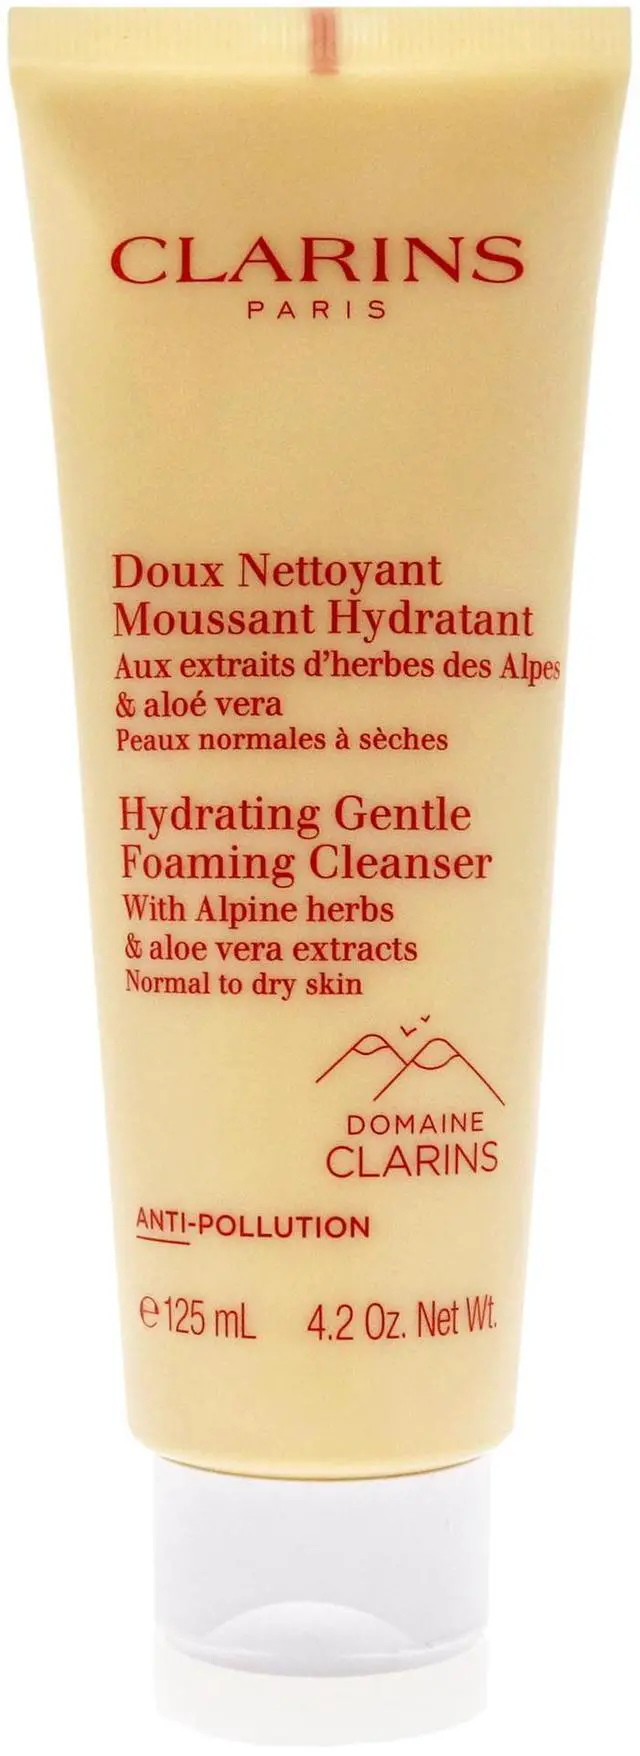 CLARINS
PARIS
Doux Nettoyant
Moussant Hydratant
Aux extraits d'herbes des Alpes
& aloé vera
Peaux normales à sèches
Hydrating Gentle
Foaming Cleanser
With Alpine herbs
& aloe vera extracts
Normal to dry skin
DOMAINE
CLARINS
ANTI-POLLUTION
℮125 mL 4.2 Oz. Net Wt.